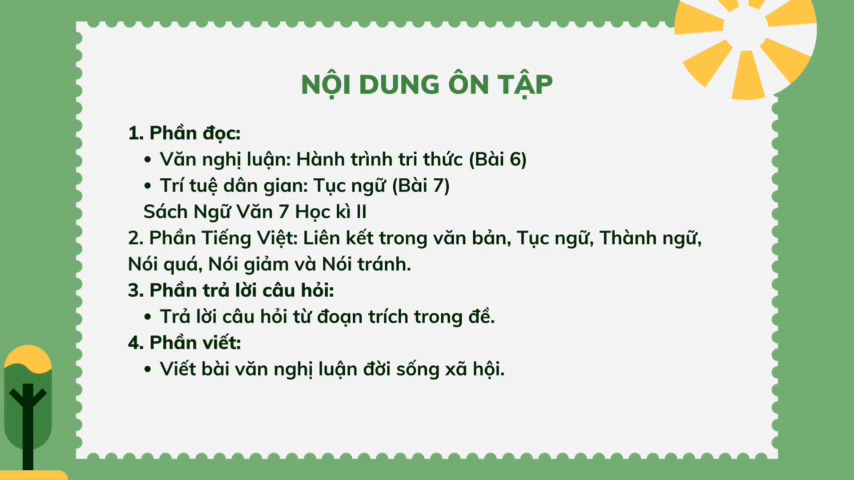 NỘI DUNG ÔN TẬP
1. Phần đọc:
• Văn nghị luận: Hành trình tri thức (Bài 6)
• Trí tuệ dân gian: Tục ngữ (Bài 7)
Sách Ngữ Văn 7 Học kì II
2. Phần Tiếng Việt: Liên kết trong văn bản, Tục ngữ, Thành ngữ,
Nói quá, Nói giảm và Nói tránh.
3. Phần trả lời câu hỏi:
• Trả lời câu hỏi từ đoạn trích trong đề.
4. Phần viết:
• Viết bài văn nghị luận đời sống xã hội.